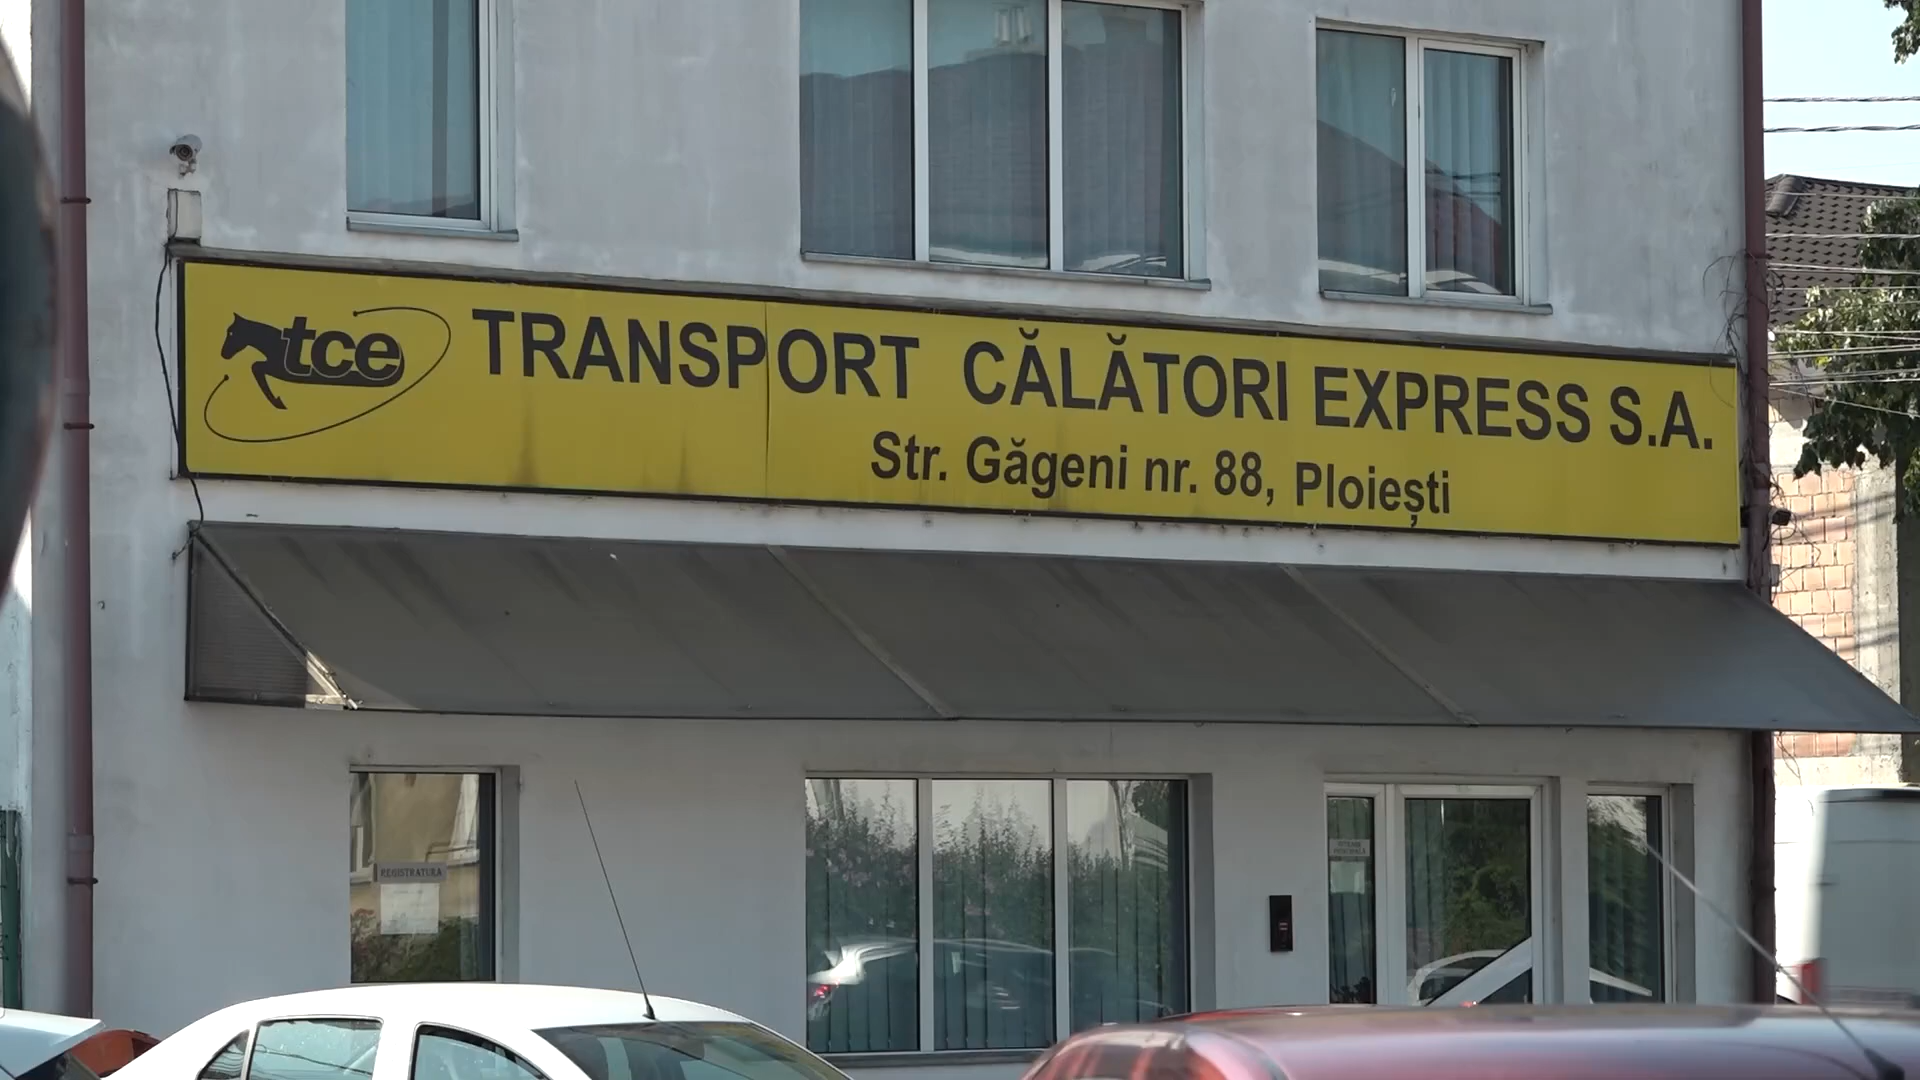 tce
TRANSPORT CĂLĂTORI EXPRESS S.A.
Str. Găgeni nr. 88, Ploiești
REGISTRATURA